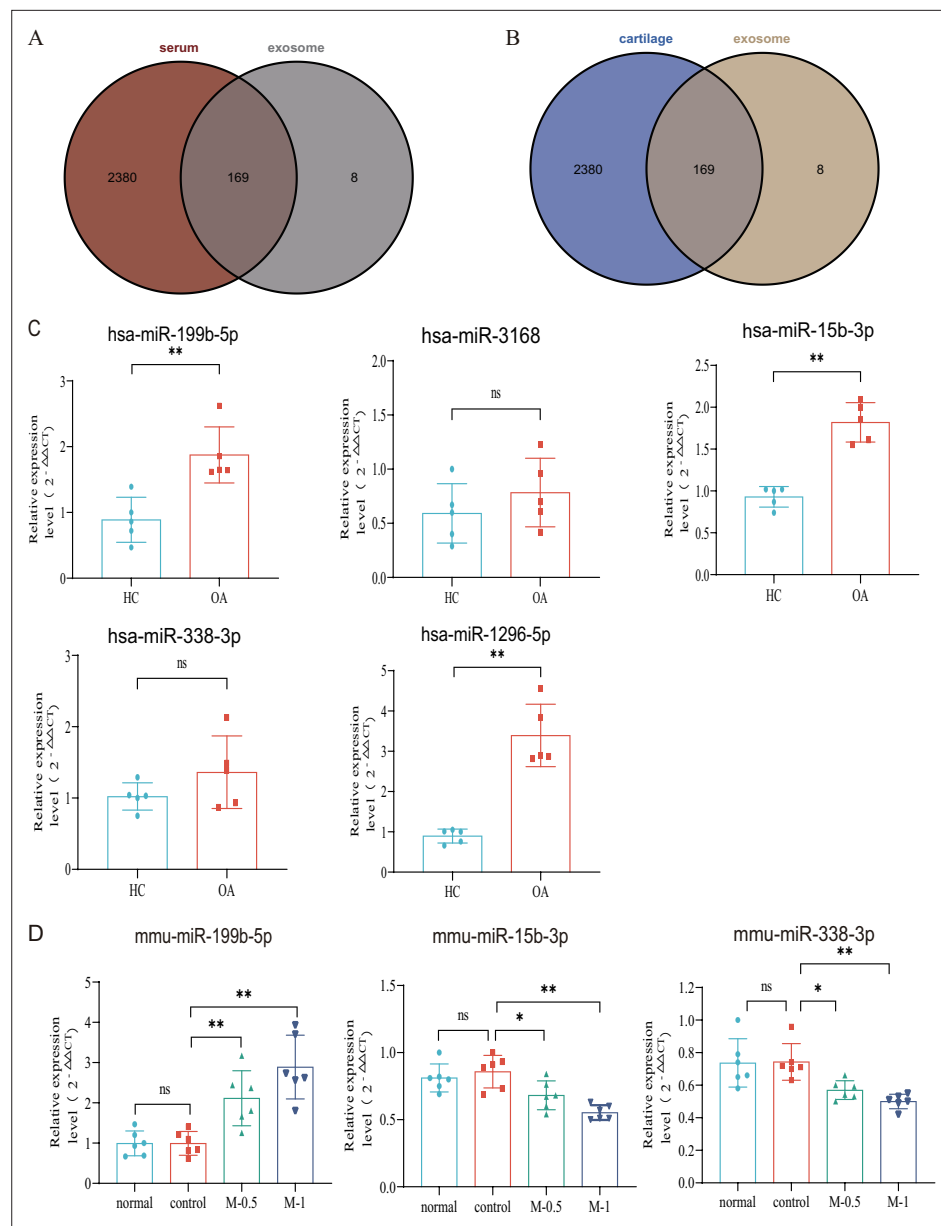 A
serum exosome
2380 169 8
B
cartilage exosome
2380 169 8
C
hsa-miR-199b-5p
**
Relative expression
level ( 2^-△△CT)
3
2
1
0
HC OA
hsa-miR-3168
ns
Relative expression
level ( 2^-△△CT)
2.0
1.5
1.0
0.5
0.0
HC OA
hsa-miR-15b-3p
**
Relative expression
level ( 2^-△△CT)
2.5
2.0
1.5
1.0
0.5
0.0
HC OA
hsa-miR-338-3p
ns
Relative expression
level ( 2^-△△CT)
3
2
1
0
HC OA
hsa-miR-1296-5p
**
Relative expression
level ( 2^-△△CT)
5
4
3
2
1
0
HC OA
D
mmu-miR-199b-5p
**
**
ns
Relative expression
level ( 2^-△△CT)
5
4
3
2
1
0
normal control M-0.5 M-1
mmu-miR-15b-3p
**
ns *
Relative expression
level ( 2^-△△CT)
1.5
1.0
0.5
0.0
normal control M-0.5 M-1
mmu-miR-338-3p
**
ns *
Relative expression
level ( 2^-△△CT)
1.2
1.0
0.8
0.6
0.4
0.2
0.0
normal control M-0.5 M-1